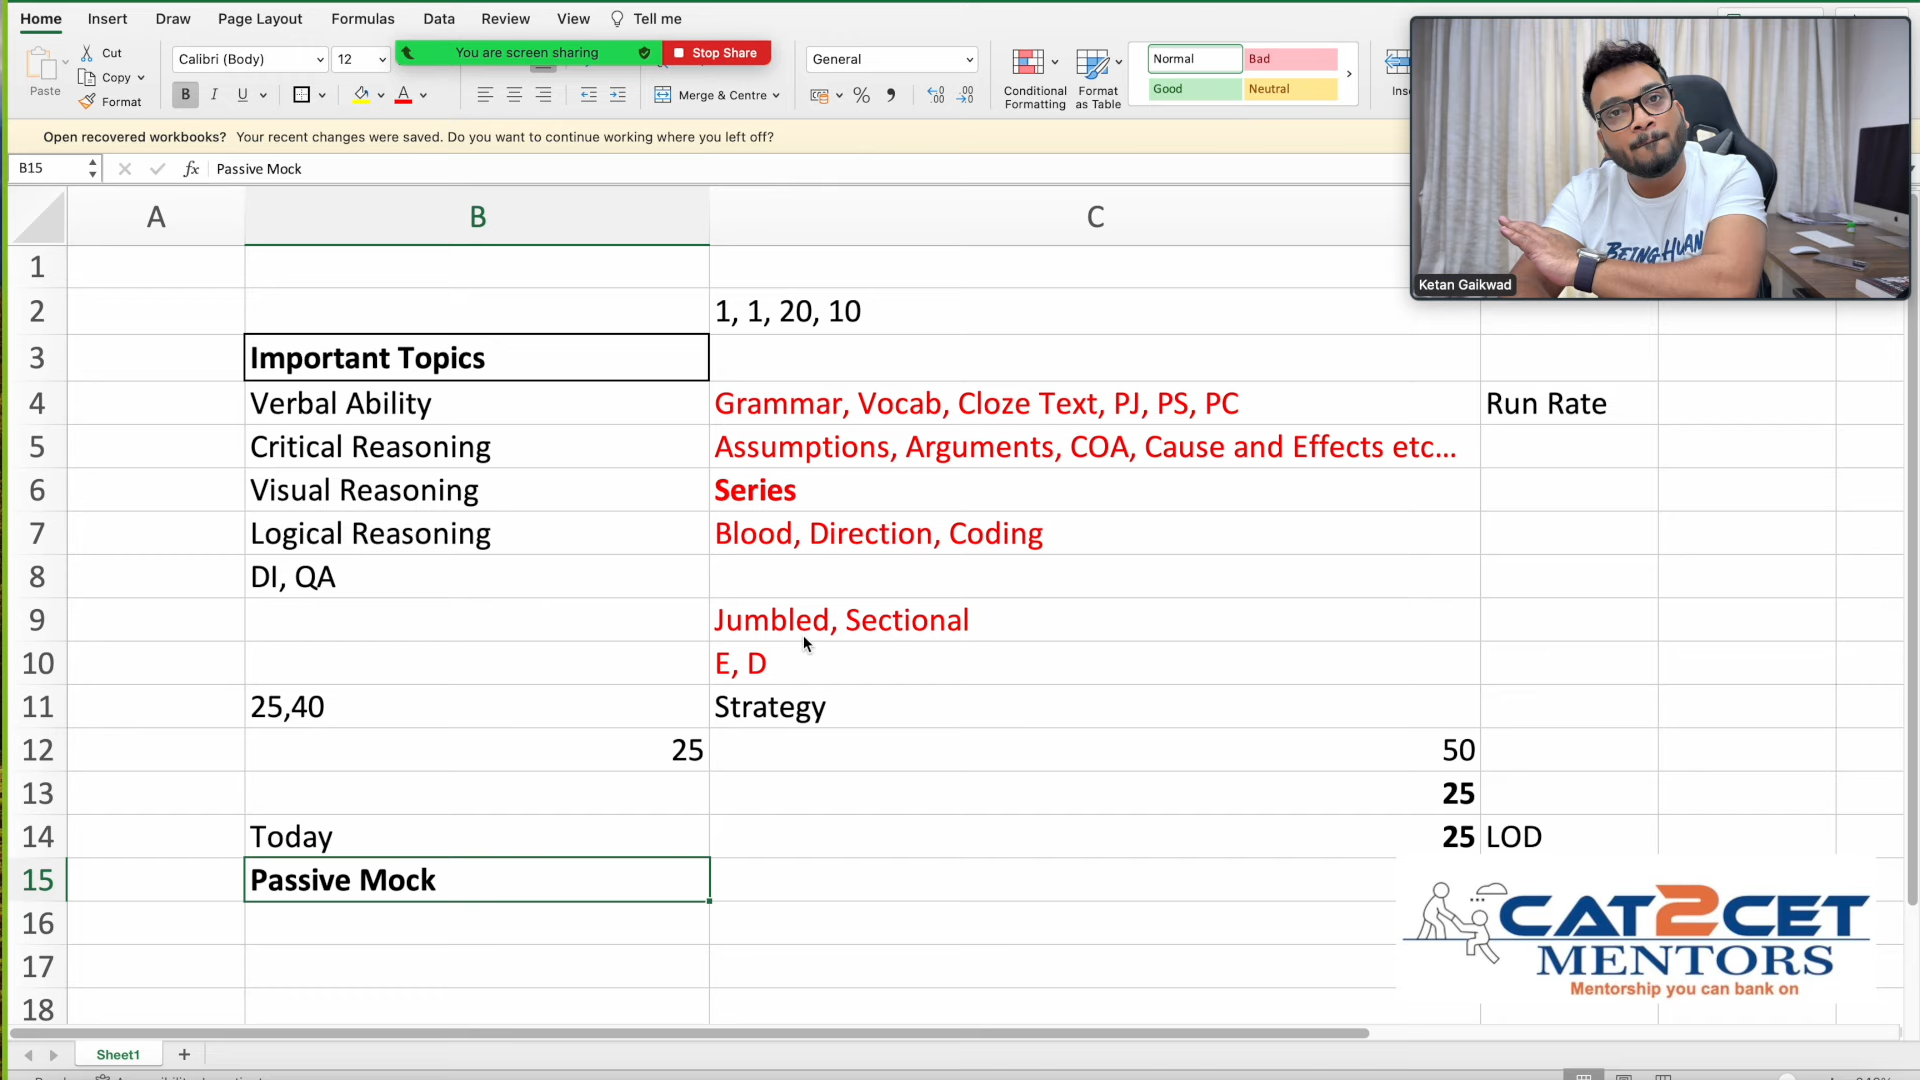 Home Insert Draw Page Layout Formulas Data Review View Tell me
Paste
Cut
Copy
Format
Calibri (Body) 12
B I U
You are screen sharing Stop Share
Merge & Centre
General
Conditional Formatting
Format as Table
Normal Bad
Good Neutral
Open recovered workbooks? Your recent changes were saved. Do you want to continue working where you left off?
B15 fx Passive Mock
BEING HUMAN
Ketan Gaikwad
A B C
1
2 1, 1, 20, 10
3 Important Topics
4 Verbal Ability Grammar, Vocab, Cloze Text, PJ, PS, PC Run Rate
5 Critical Reasoning Assumptions, Arguments, COA, Cause and Effects etc...
6 Visual Reasoning Series
7 Logical Reasoning Blood, Direction, Coding
8 DI, QA
9 Jumbled, Sectional
10 E, D
11 25,40 Strategy
12 25 50
13 25
14 Today 25 LOD
15 Passive Mock
16
17
18
CAT2CET
MENTORS
Mentorship you can bank on
Sheet1